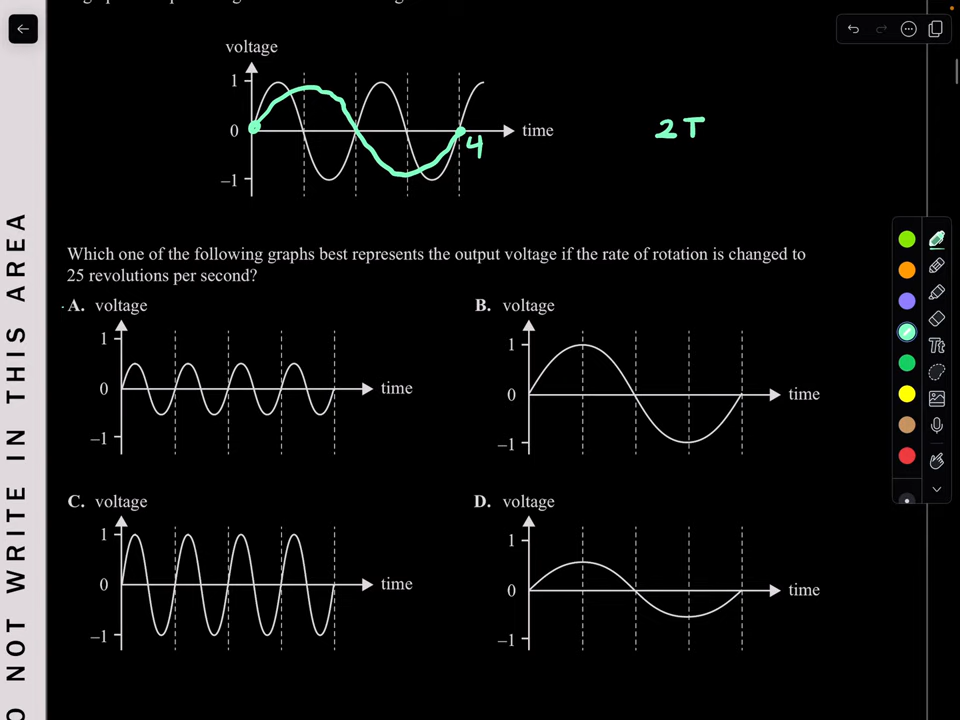 voltage
1
0
–1
time
4
2T
Which one of the following graphs best represents the output voltage if the rate of rotation is changed to
25 revolutions per second?
A. voltage
1
0
–1
time
B. voltage
1
0
–1
time
C. voltage
1
0
–1
time
D. voltage
1
0
–1
time
O NOT WRITE IN THIS AREA
Tt